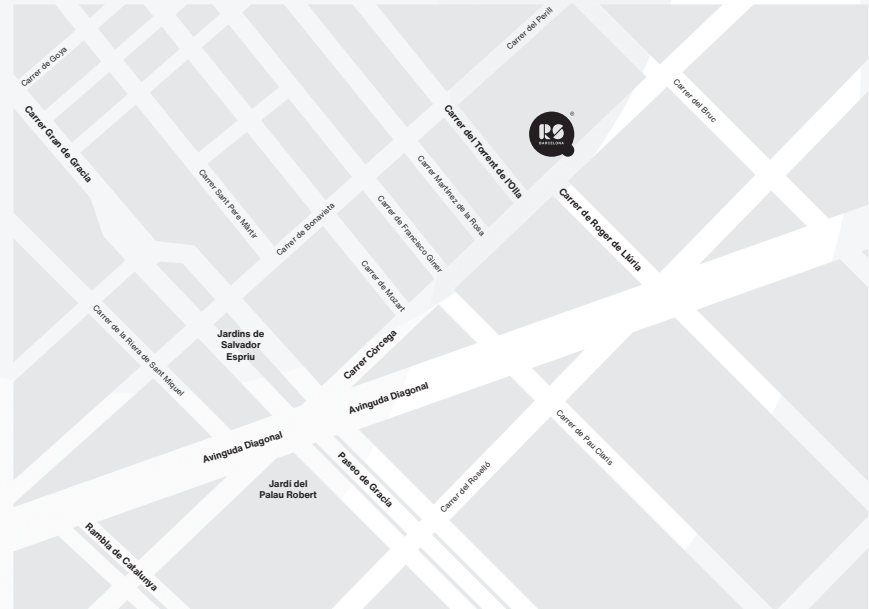 Carrer del Perill
Carrer de Goya
Carrer del Bruc
Carrer Gran de Gracia
Carrer del Torrent de l'Olla
RS
BARCELONA
Carrer Martínez de la Rosa
Carrer Sant Pere Màrtir
Carrer de Francisco Giner
Carrer de Roger de Llúria
Carrer de Bonavista
Carrer de Mozart
Carrer de la Riera de Sant Miquel
Jardins de
Salvador
Espriu
Carrer Còrcega
Avinguda Diagonal
Avinguda Diagonal
Carrer de Pau Claris
Paseo de Gracia
Carrer del Roselló
Jardí del
Palau Robert
Rambla de Catalunya